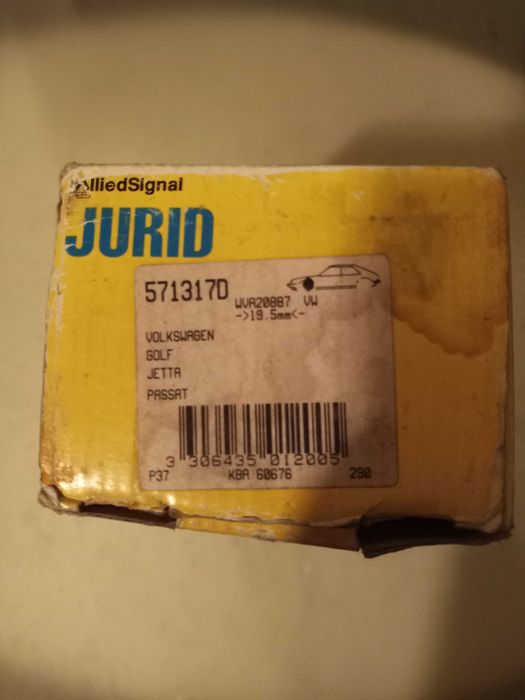 AlliedSignal
JURID
571317D
WVA20887 VW
->19.5mm<-
VOLKSWAGEN
GOLF
JETTA
PASSAT
3 306435 012005
P37 KBA 60676 290